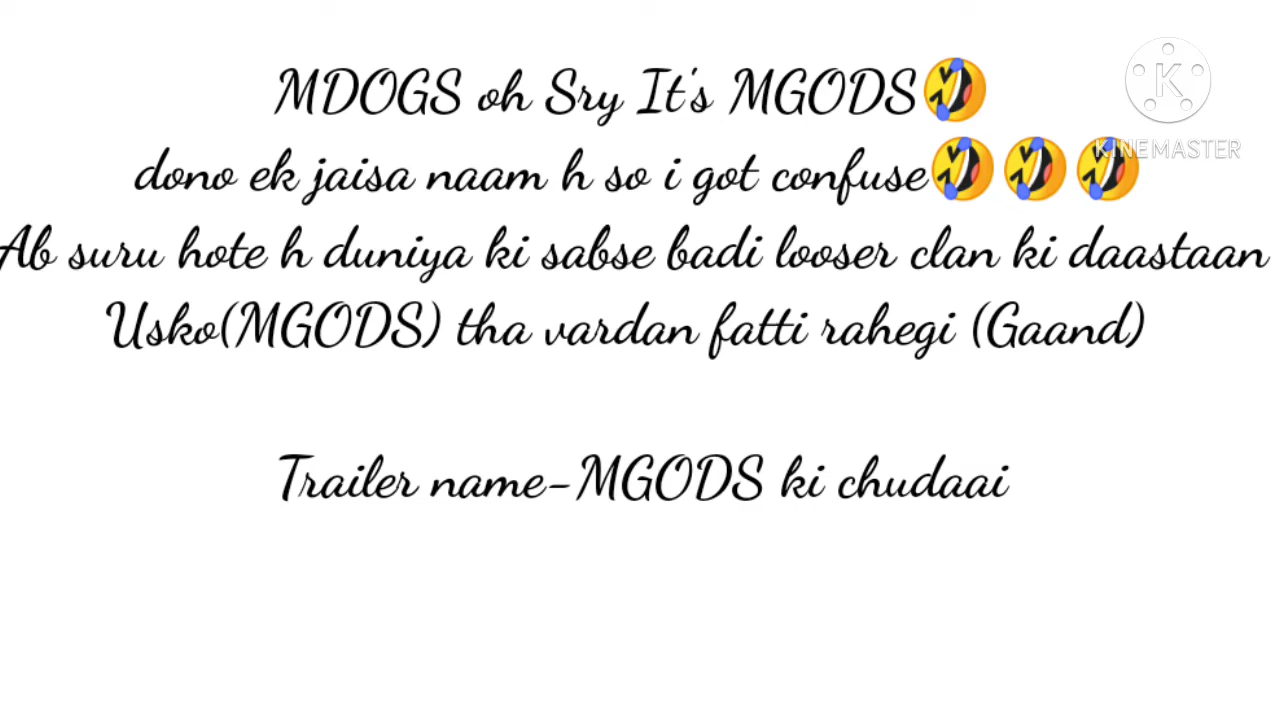 MDOGS oh Sry It's MGODS🤣
dono ek jaisa naam h so i got confuse🤣🤣🤣
Ab suru hote h duniya ki sabse badi looser clan ki daastaan
Usko(MGODS) tha vardan fatti rahegi (Gaand)
Trailer name-MGODS ki chudaai
K
KINEMASTER